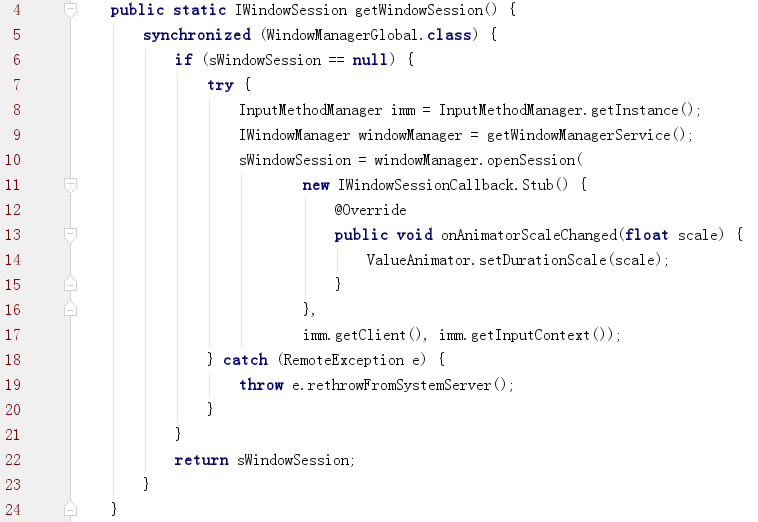 4 public static IWindowSession getWindowSession() {
5 synchronized (WindowManagerGlobal.class) {
6 if (sWindowSession == null) {
7 try {
8 InputMethodManager imm = InputMethodManager.getInstance();
9 IWindowManager windowManager = getWindowManagerService();
10 sWindowSession = windowManager.openSession(
11 new IWindowSessionCallback.Stub() {
12 @Override
13 public void onAnimatorScaleChanged(float scale) {
14 ValueAnimator.setDurationScale(scale);
15 }
16 },
17 imm.getClient(), imm.getInputContext());
18 } catch (RemoteException e) {
19 throw e.rethrowFromSystemServer();
20 }
21 }
22 return sWindowSession;
23 }
24 }